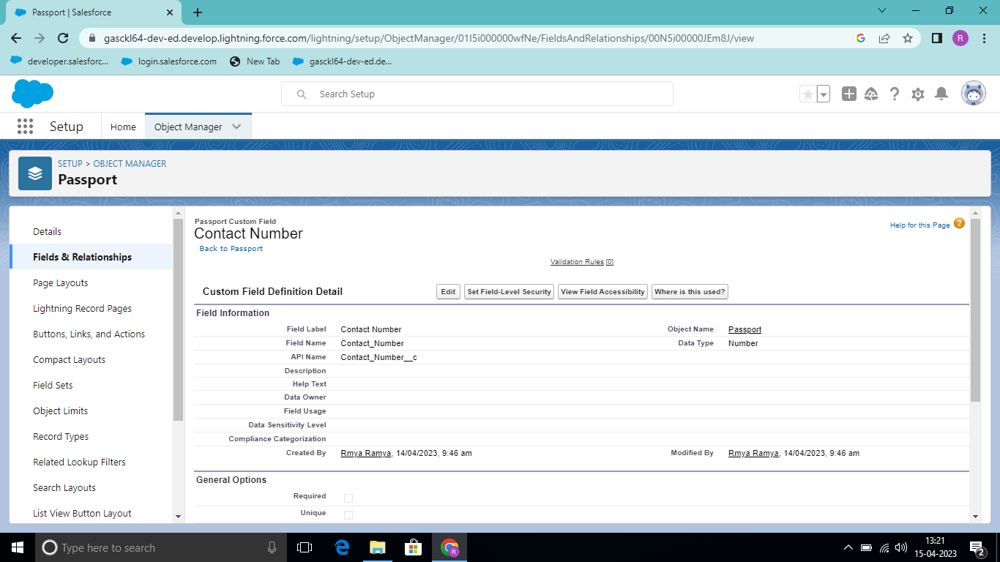 Passport | Salesforce
gasckl64-dev-ed.develop.lightning.force.com/lightning/setup/ObjectManager/01I5i000000wfNe/FieldsAndRelationships/00N5i00000JEm8J/view
R
developer.salesforc...
login.salesforce.com
New Tab
gasckl64-dev-ed.de...
Search Setup
Setup
Home
Object Manager
SETUP > OBJECT MANAGER
Passport
Details
Fields & Relationships
Page Layouts
Lightning Record Pages
Buttons, Links, and Actions
Compact Layouts
Field Sets
Object Limits
Record Types
Related Lookup Filters
Search Layouts
List View Button Layout
Passport Custom Field
Contact Number
Back to Passport
Help for this Page ?
Validation Rules [0]
Custom Field Definition Detail Edit Set Field-Level Security View Field Accessibility Where is this used?
Field Information
Field Label Contact Number Object Name Passport
Field Name Contact_Number Data Type Number
API Name Contact_Number__c
Description
Help Text
Data Owner
Field Usage
Data Sensitivity Level
Compliance Categorization
Created By Rmya Ramya, 14/04/2023, 9:46 am Modified By Rmya Ramya, 14/04/2023, 9:46 am
General Options
Required
Unique
Type here to search
R
13:21
15-04-2023
2